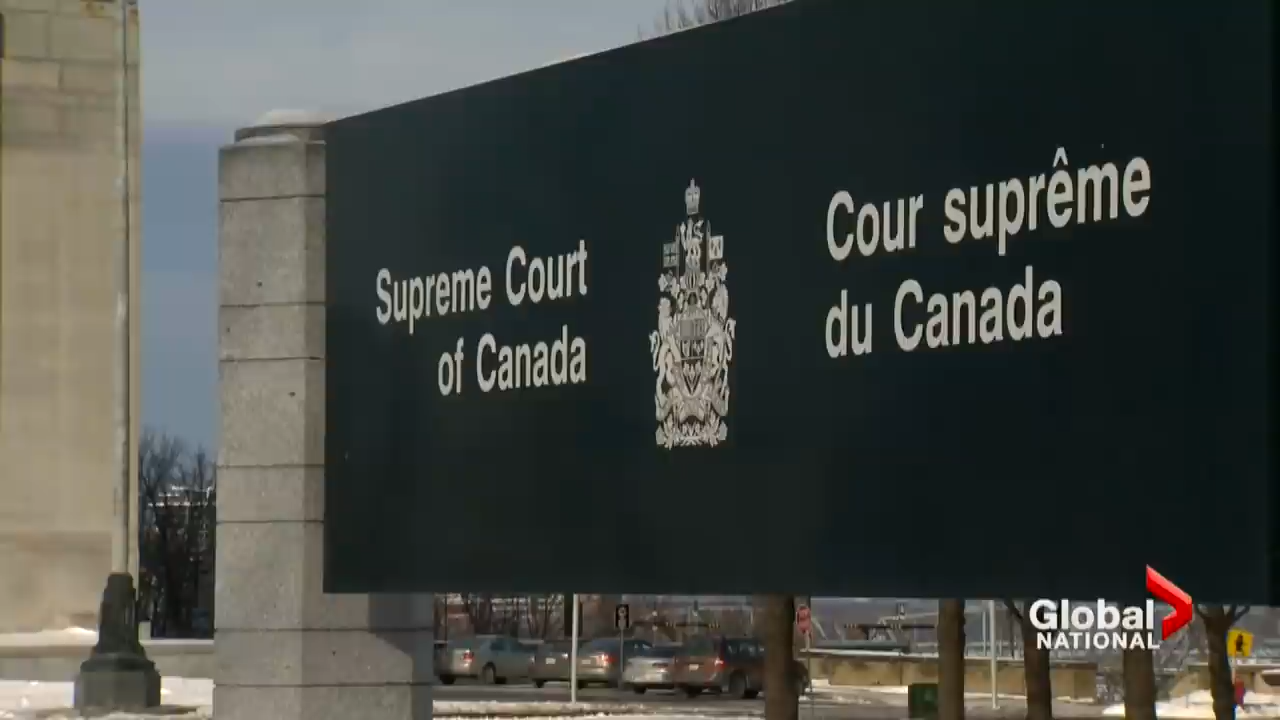 Supreme Court
of Canada
Cour suprême
du Canada
Global
NATIONAL